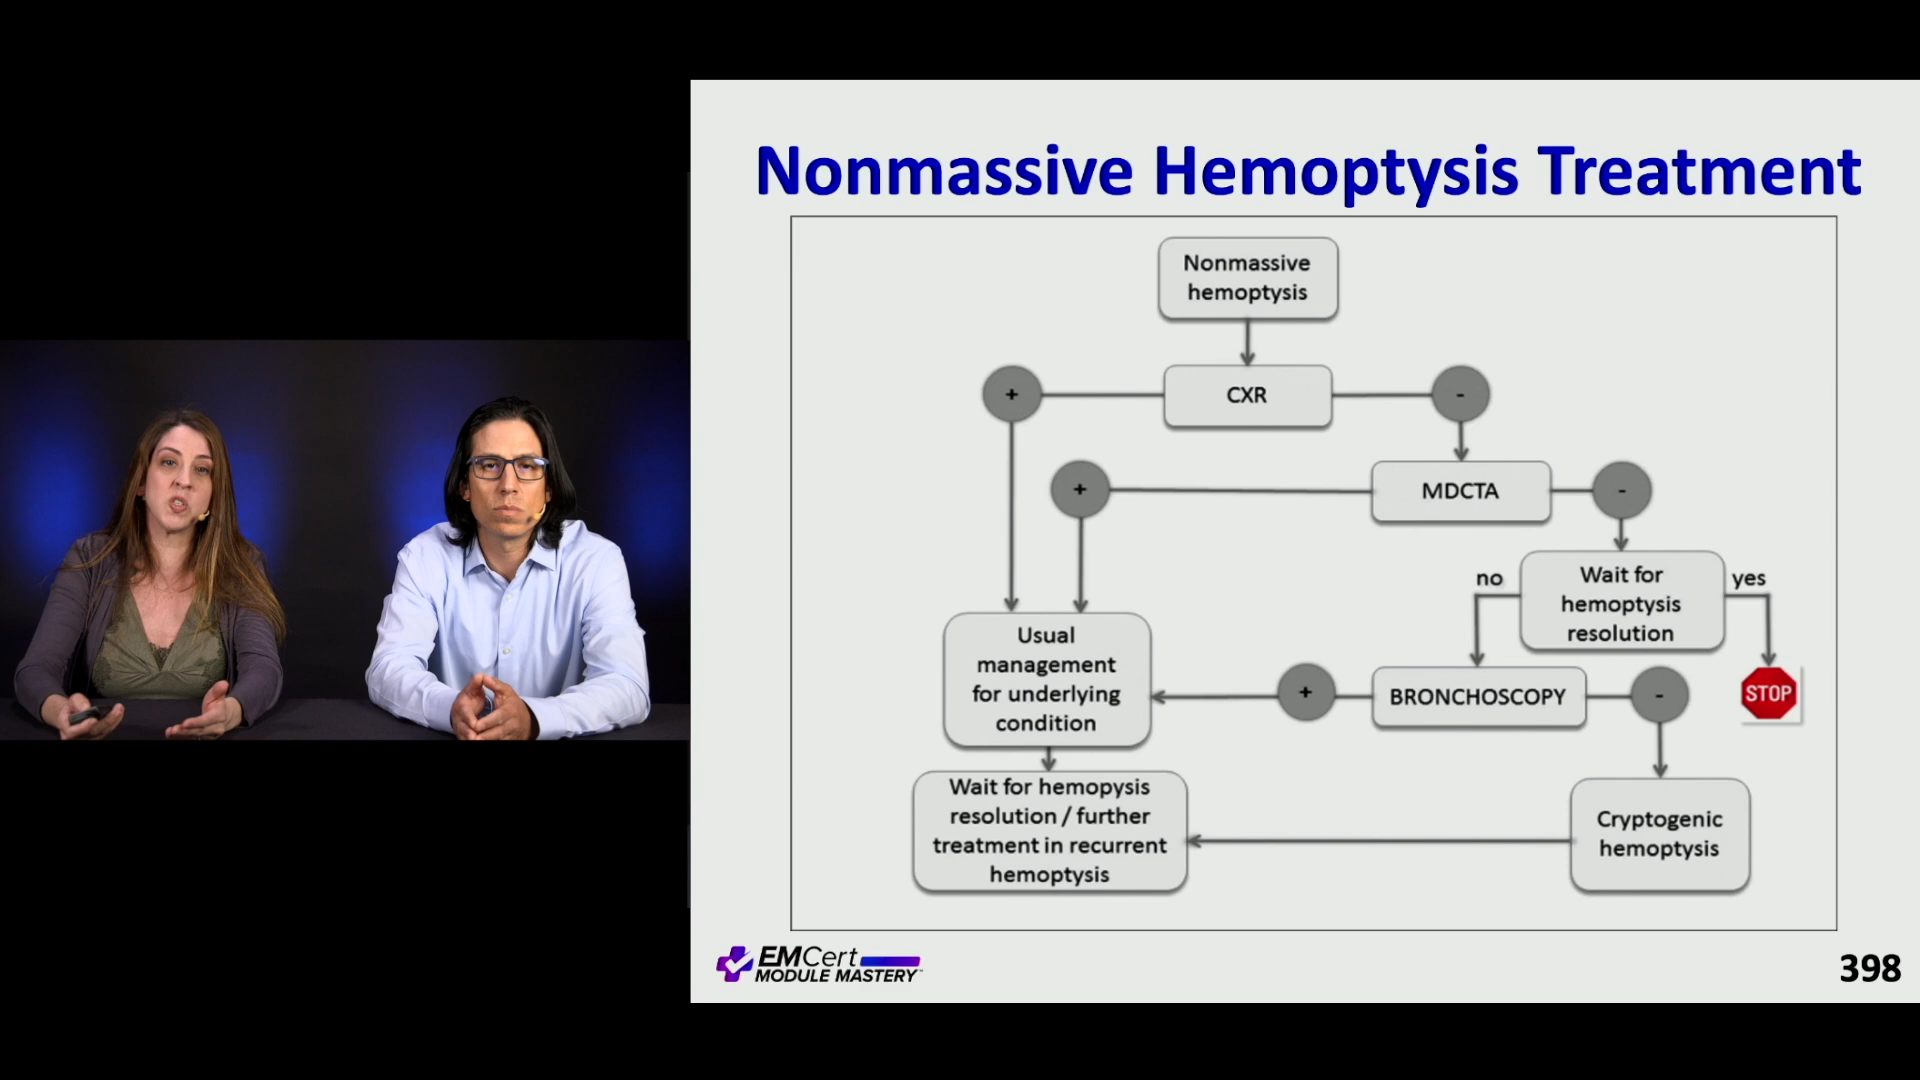 Nonmassive Hemoptysis Treatment
Nonmassive
hemoptysis
+
CXR
-
+
MDCTA
-
no
Wait for
hemoptysis
resolution
yes
Usual
management
for underlying
condition
+
BRONCHOSCOPY
-
STOP
Wait for hemopysis
resolution / further
treatment in recurrent
hemoptysis
Cryptogenic
hemoptysis
EMCert
MODULE MASTERY™
398